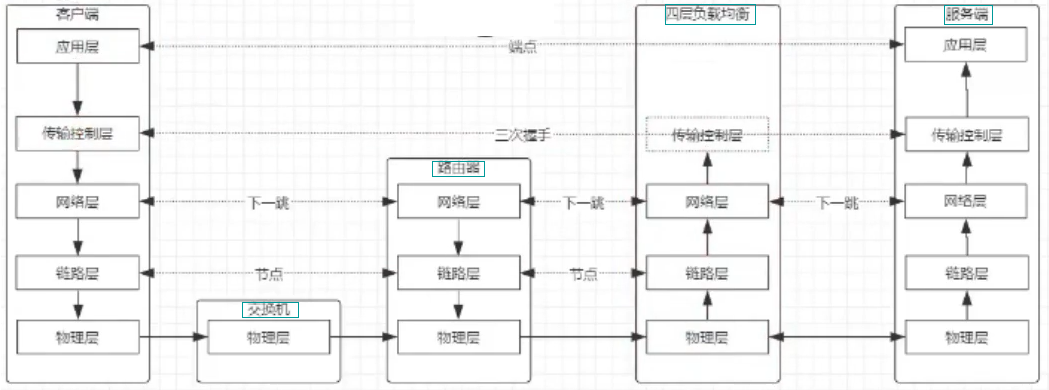 客户端
四层负载均衡
服务端
应用层
端点
应用层
传输控制层
三次握手
传输控制层
传输控制层
路由器
网络层
下一跳
网络层
下一跳
网络层
下一跳
网络层
链路层
节点
链路层
节点
链路层
链路层
交换机
物理层
物理层
物理层
物理层
物理层